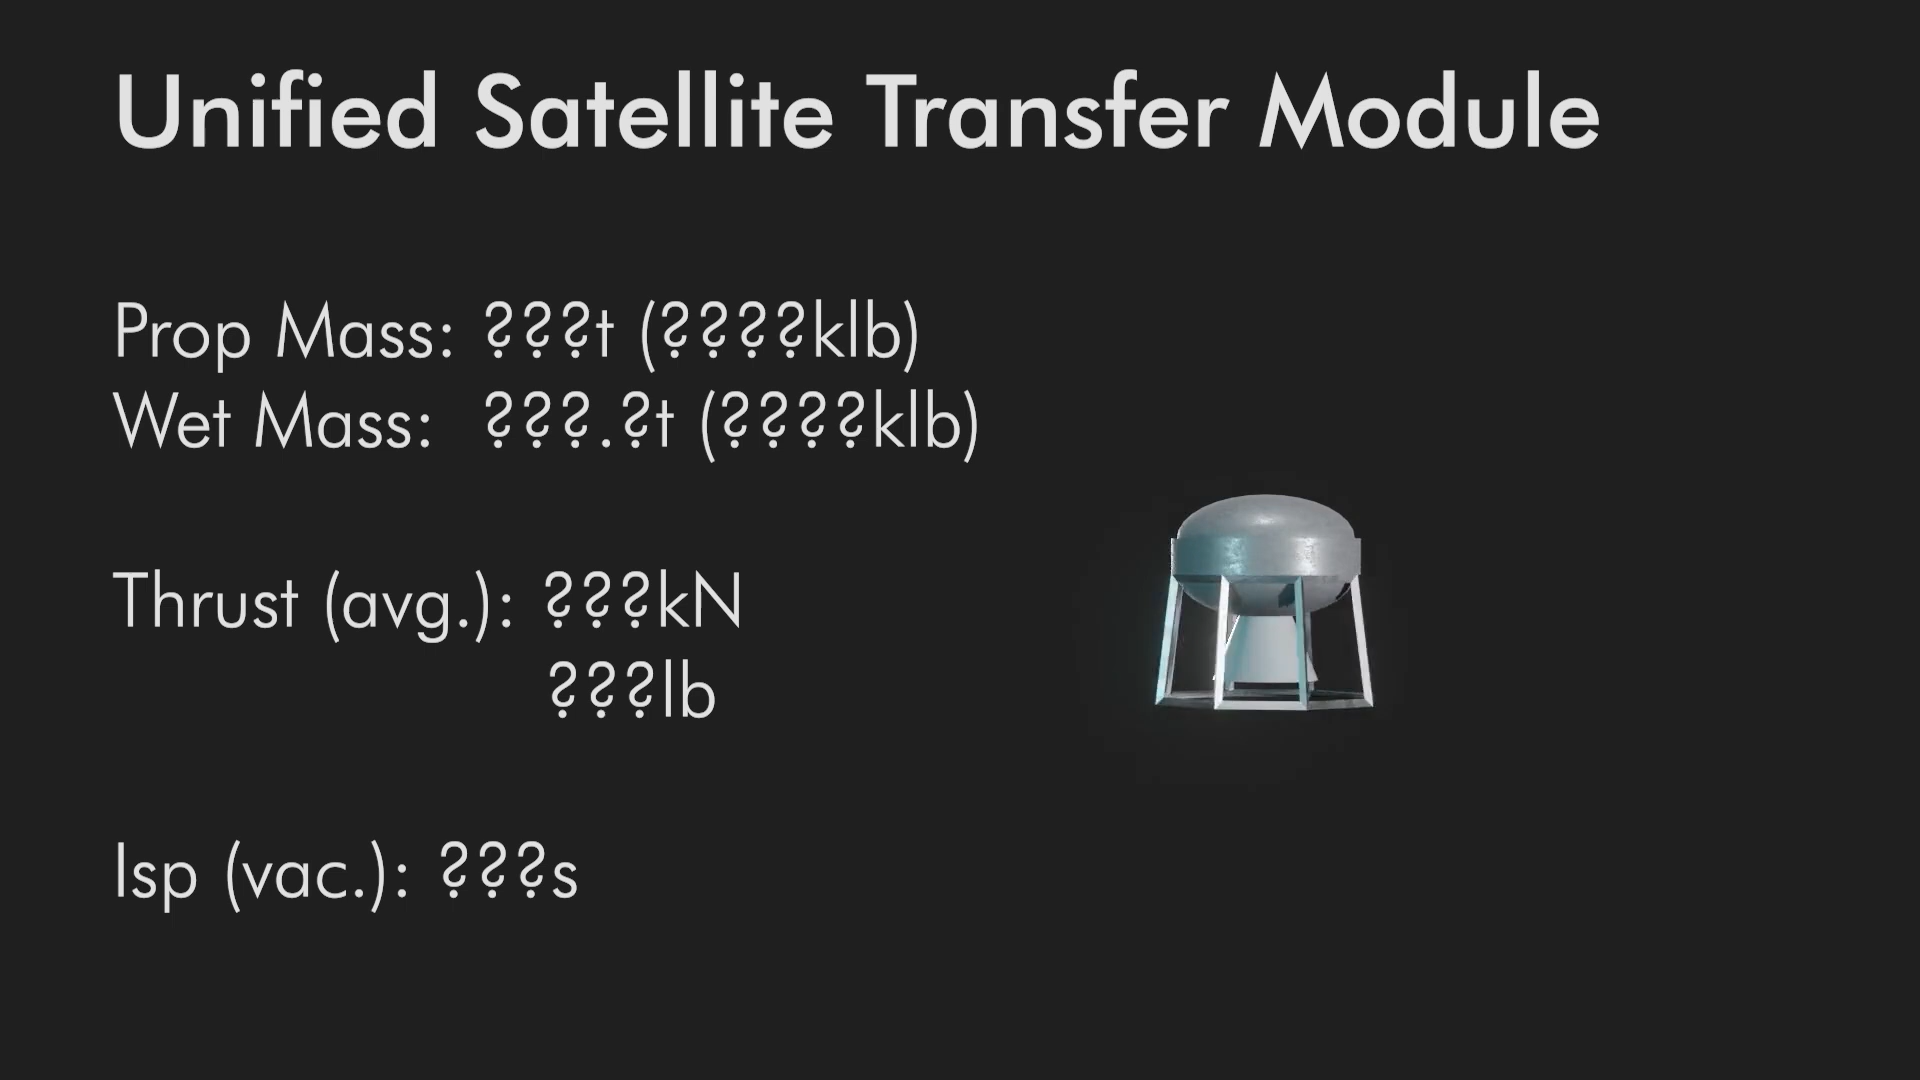 Unified Satellite Transfer Module
Prop Mass: ???t (????klb)
Wet Mass: ???.?t (????klb)
Thrust (avg.): ???kN
???lb
Isp (vac.): ???s